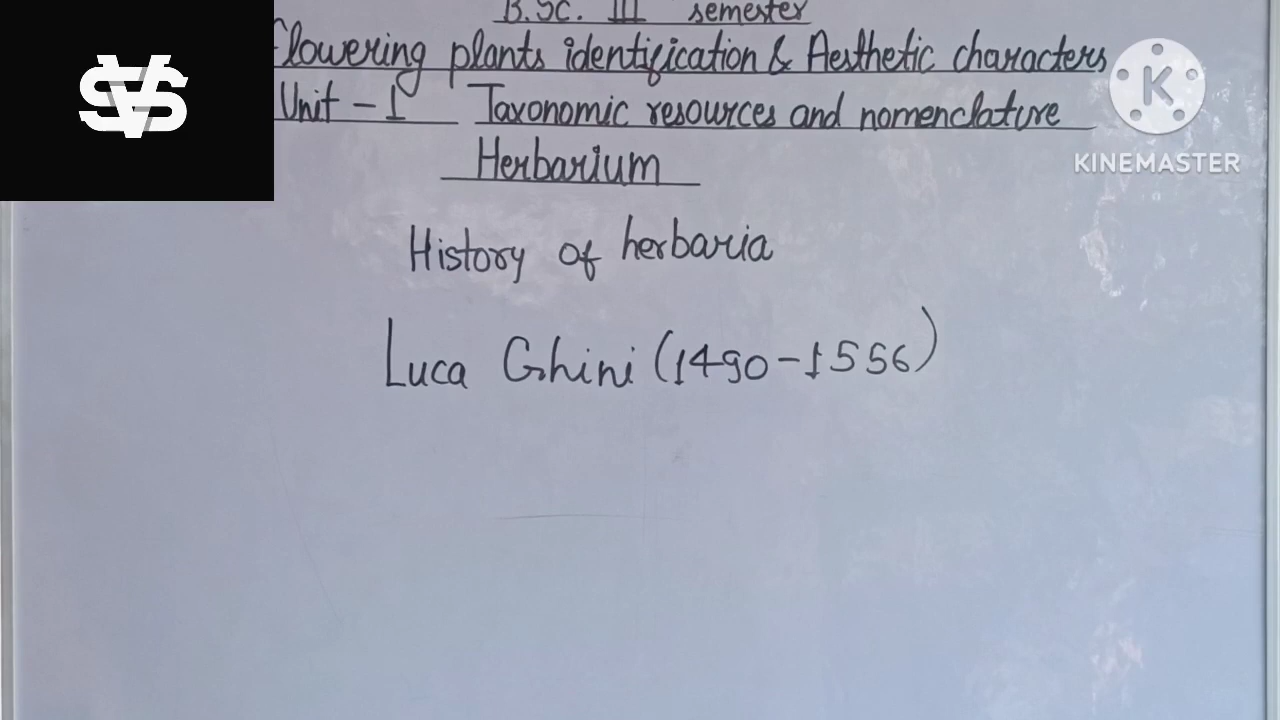 B.Sc. III semester
Flowering plants identification & Aesthetic characters
Unit - I Taxonomic resources and nomenclature
Herbarium
History of herbaria
Luca Ghini (1490-1556)
KINEMASTER